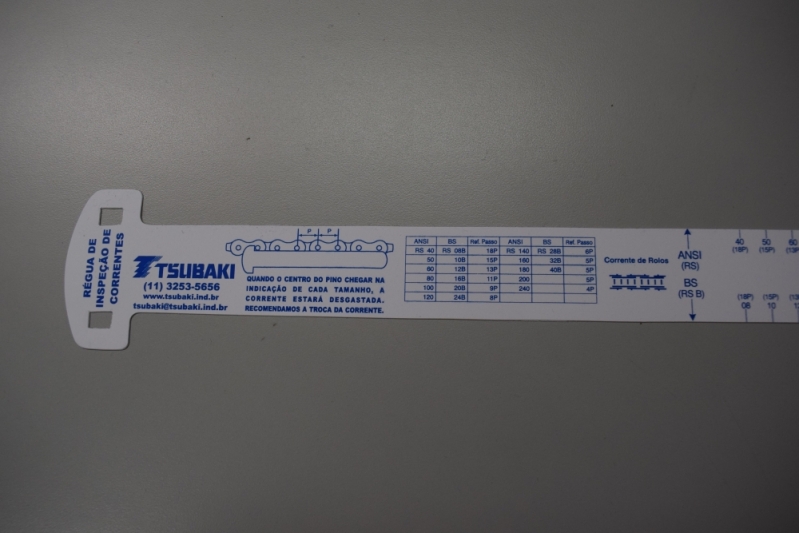 RÉGUA DE
INSPEÇÃO DE
CORRENTES
TSUBAKI
(11) 3253-5656
www.tsubaki.ind.br
tsubaki@tsubaki.ind.br
P P
QUANDO O CENTRO DO PINO CHEGAR NA
INDICAÇÃO DE CADA TAMANHO, A
CORRENTE ESTARÁ DESGASTADA.
RECOMENDAMOS A TROCA DA CORRENTE.
ANSI BS Ref. Passo ANSI BS Ref. Passo
RS 40 RS 08B 18P RS 140 RS 28B 6P
50 10B 15P 160 32B 5P
60 12B 13P 180 40B 5P
80 16B 11P 200 5P
100 20B 9P 240 4P
120 24B 8P
Corrente de Rolos
ANSI
(RS)
BS
(RS B)
40 50 60
(18P) (15P) (13P
(18P) (15P) (13
08 10